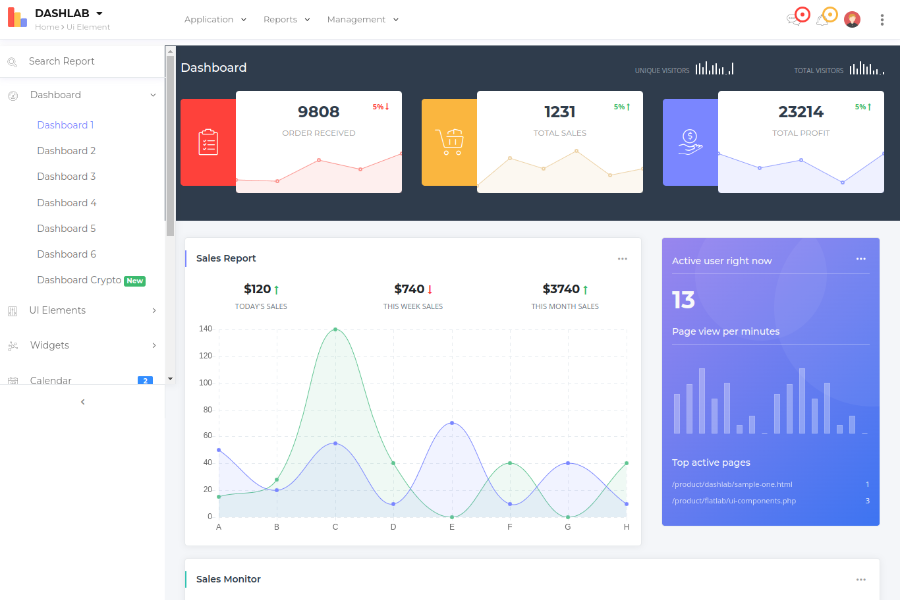 DASHLAB
Home > Ui Element
Application
Reports
Management
Search Report
Dashboard
Dashboard 1
Dashboard 2
Dashboard 3
Dashboard 4
Dashboard 5
Dashboard 6
Dashboard Crypto New
UI Elements
Widgets
Calendar 2
Dashboard
UNIQUE VISITORS
TOTAL VISITORS
9808 5%
ORDER RECEIVED
1231 5%
TOTAL SALES
23214 5%
TOTAL PROFIT
Sales Report
$120 $740 $3740
TODAY'S SALES THIS WEEK SALES THIS MONTH SALES
140
120
100
80
60
40
20
0
A B C D E F G H
Active user right now
13
Page view per minutes
Top active pages
/product/dashlab/sample-one.html 1
/product/flatlab/ui-components.php 3
Sales Monitor